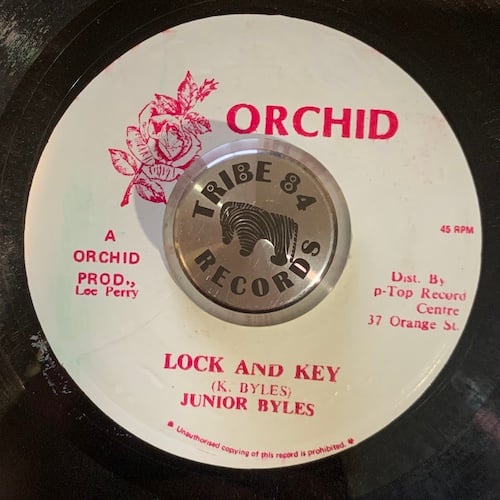 ORCHID
TRIBE 84
RECORDS
A
ORCHID
PROD.,
Lee Perry
45 RPM
Dist. By
p-Top Record
Centre
37 Orange St.
LOCK AND KEY
(K. BYLES)
JUNIOR BYLES
Unauthorised copying of this record is prohibited.